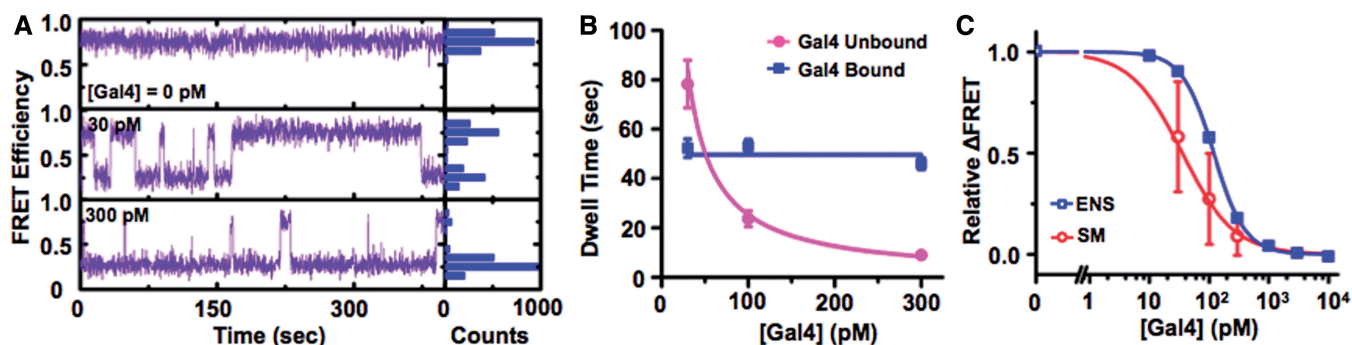 A
FRET Efficiency
1.0
0.5
[Gal4] = 0 pM
1.0
30 pM
0.5
1.0
300 pM
0.5
0
0 150 300 0 1000
Time (sec) Counts
B
Dwell Time (sec)
100
80
60
40
20
0
Gal4 Unbound
Gal4 Bound
0 100 200 300
[Gal4] (pM)
C
Relative ΔFRET
1.0
0.5
0.0
ENS
SM
0 1 10 10² 10³ 10⁴
[Gal4] (pM)